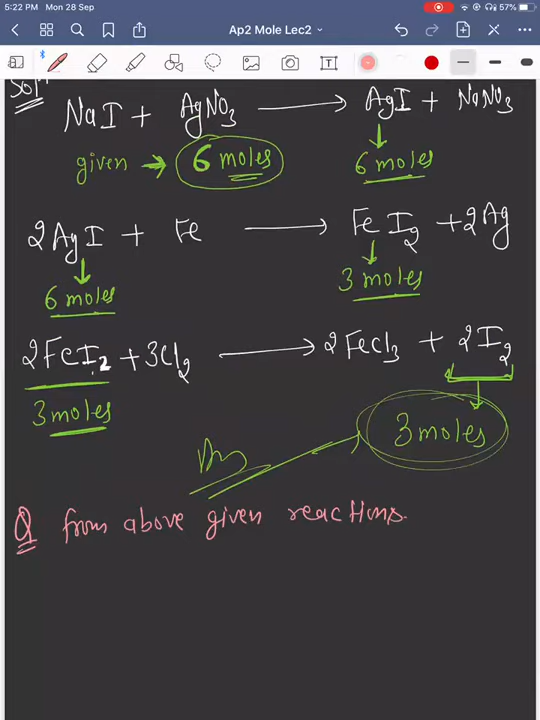 5:22 PM Mon 28 Sep
57%
Ap2 Mole Lec2
Solⁿ
NaI + AgNO₃ → AgI + NaNO₃
given → 6 moles 6 moles
2AgI + Fe → FeI₂ + 2Ag
6 moles 3 moles
2FeI₂ + 3Cl₂ → 2FeCl₃ + 2I₂
3 moles 3 moles
Ans
Q from above given reactions.